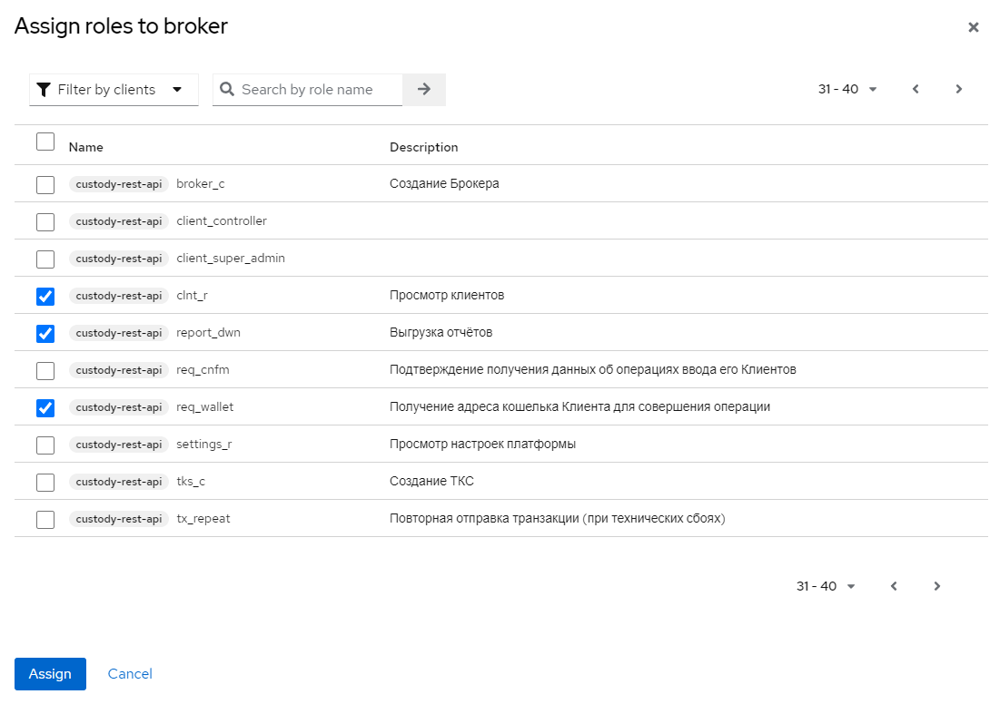 Assign roles to broker
Filter by clients
Search by role name
31 - 40
Name Description
custody-rest-api broker_c Создание Брокера
custody-rest-api client_controller
custody-rest-api client_super_admin
custody-rest-api clnt_r Просмотр клиентов
custody-rest-api report_dwn Выгрузка отчётов
custody-rest-api req_cnfm Подтверждение получения данных об операциях ввода его Клиентов
custody-rest-api req_wallet Получение адреса кошелька Клиента для совершения операции
custody-rest-api settings_r Просмотр настроек платформы
custody-rest-api tks_c Создание ТКС
custody-rest-api tx_repeat Повторная отправка транзакции (при технических сбоях)
31 - 40
Assign Cancel